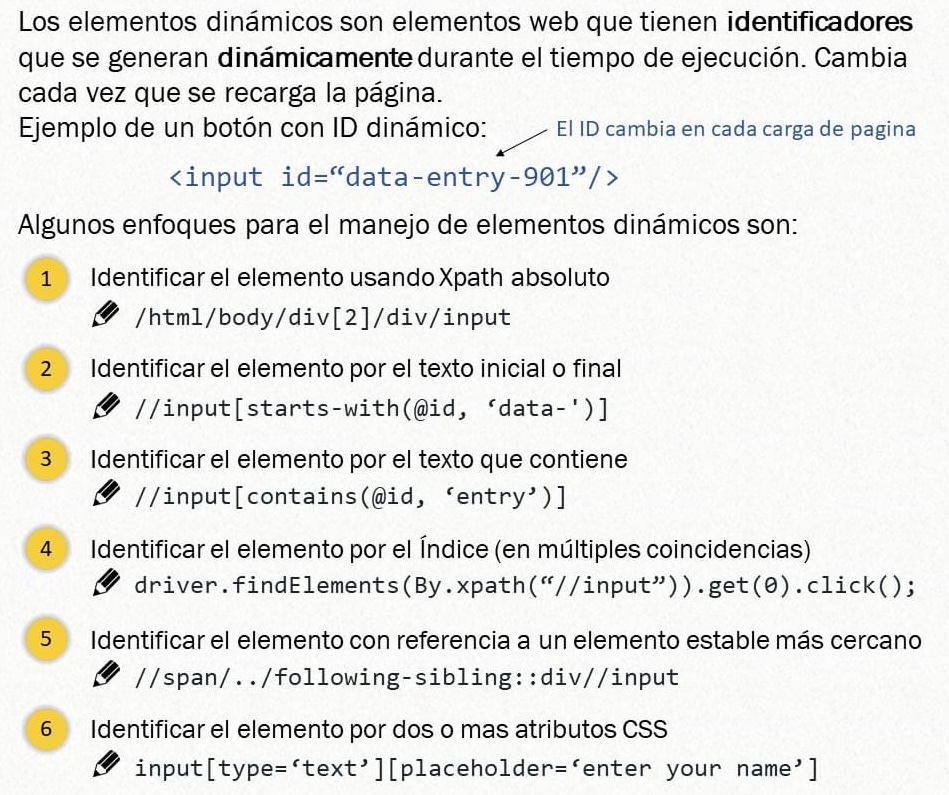 Los elementos dinámicos son elementos web que tienen identificadores
que se generan dinámicamente durante el tiempo de ejecución. Cambia
cada vez que se recarga la página.
Ejemplo de un botón con ID dinámico:
El ID cambia en cada carga de pagina
<input id=“data-entry-901”/>
Algunos enfoques para el manejo de elementos dinámicos son:
1 Identificar el elemento usando Xpath absoluto
/html/body/div[2]/div/input
2 Identificar el elemento por el texto inicial o final
//input[starts-with(@id, ‘data-')]
3 Identificar el elemento por el texto que contiene
//input[contains(@id, ‘entry’)]
4 Identificar el elemento por el Índice (en múltiples coincidencias)
driver.findElements(By.xpath(“//input”)).get(0).click();
5 Identificar el elemento con referencia a un elemento estable más cercano
//span/../following-sibling::div//input
6 Identificar el elemento por dos o mas atributos CSS
input[type=‘text’][placeholder=‘enter your name’]